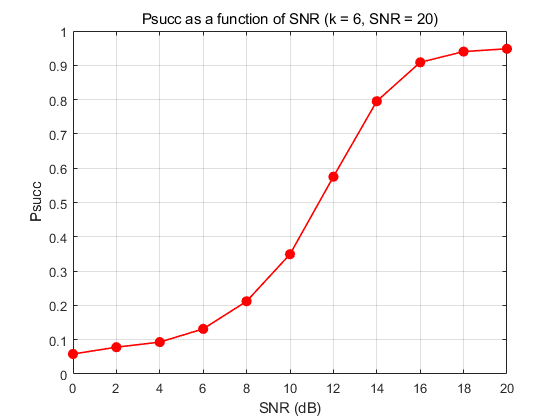 Psucc as a function of SNR (k = 6, SNR = 20)
1
0.9
0.8
0.7
0.6
0.5
0.4
0.3
0.2
0.1
0
Psucc
0 2 4 6 8 10 12 14 16 18 20
SNR (dB)